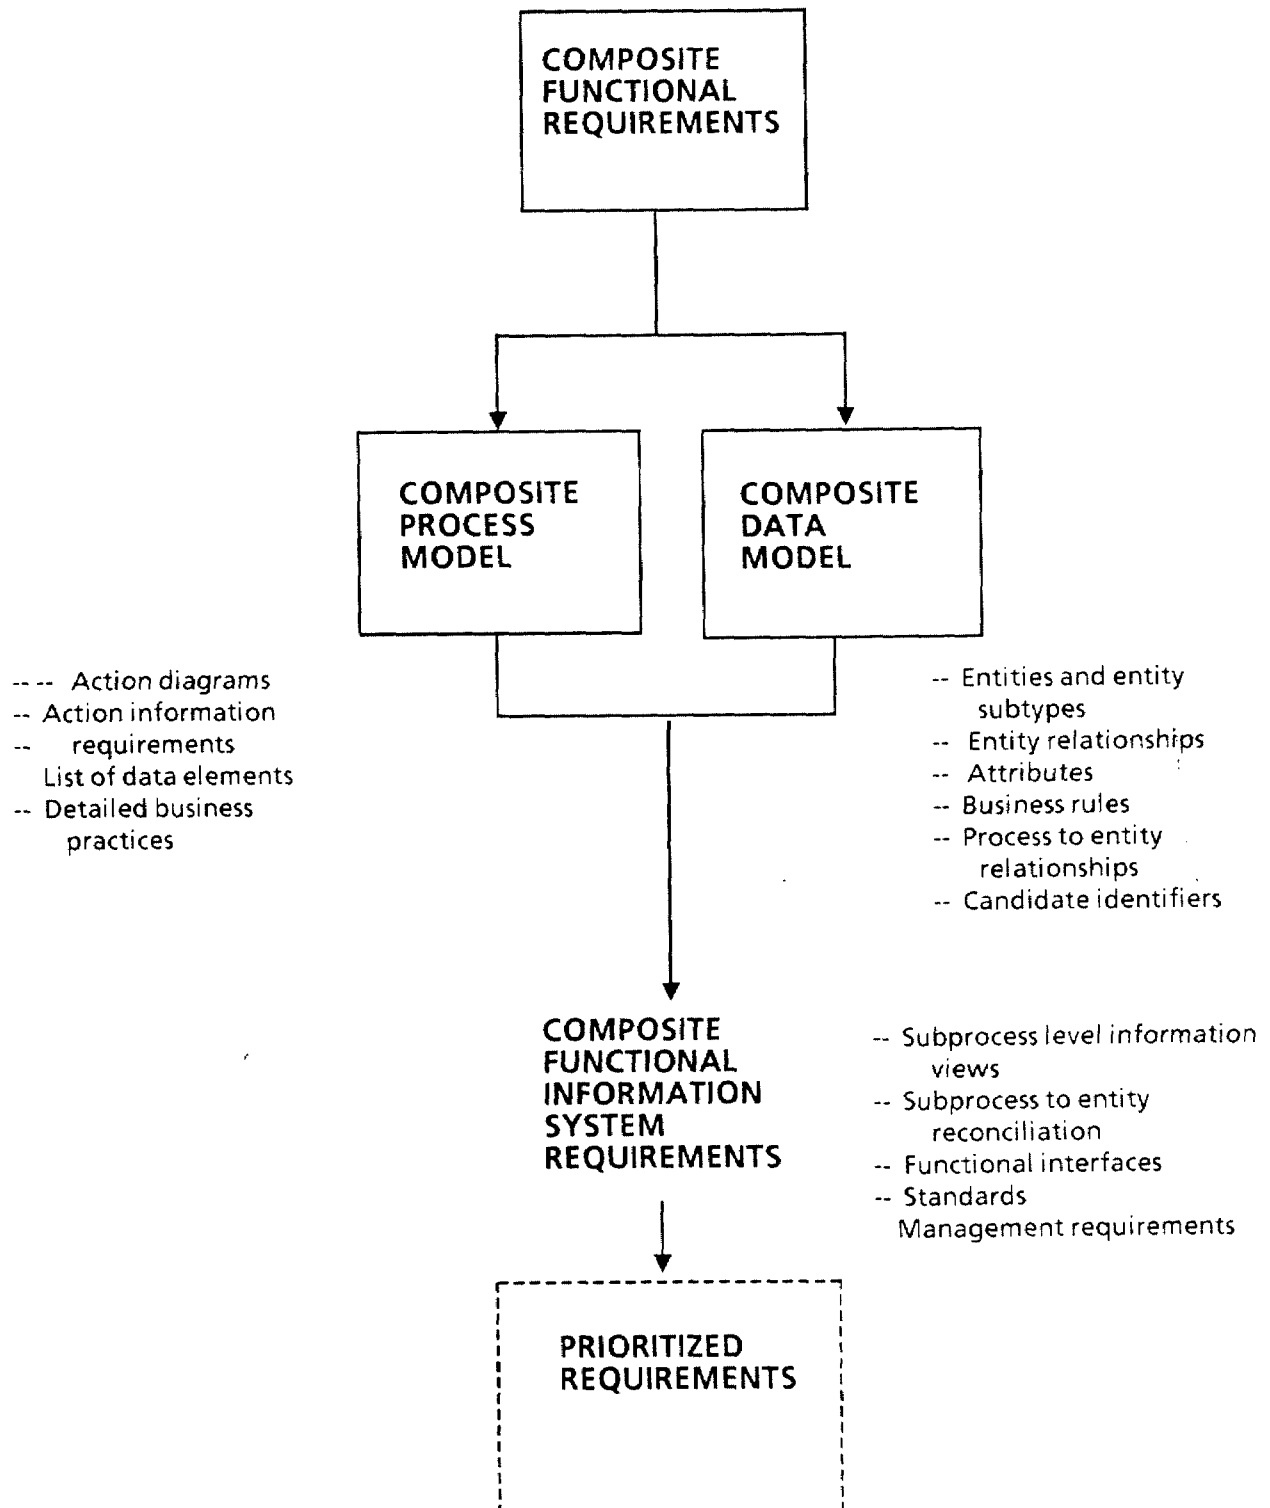 COMPOSITE
FUNCTIONAL
REQUIREMENTS
COMPOSITE
PROCESS
MODEL
COMPOSITE
DATA
MODEL
-- -- Action diagrams
-- Action information
-- requirements
List of data elements
-- Detailed business
practices
-- Entities and entity
subtypes
-- Entity relationships
-- Attributes
-- Business rules
-- Process to entity
relationships
-- Candidate identifiers
COMPOSITE
FUNCTIONAL
INFORMATION
SYSTEM
REQUIREMENTS
-- Subprocess level information
views
-- Subprocess to entity
reconciliation
-- Functional interfaces
-- Standards
Management requirements
PRIORITIZED
REQUIREMENTS